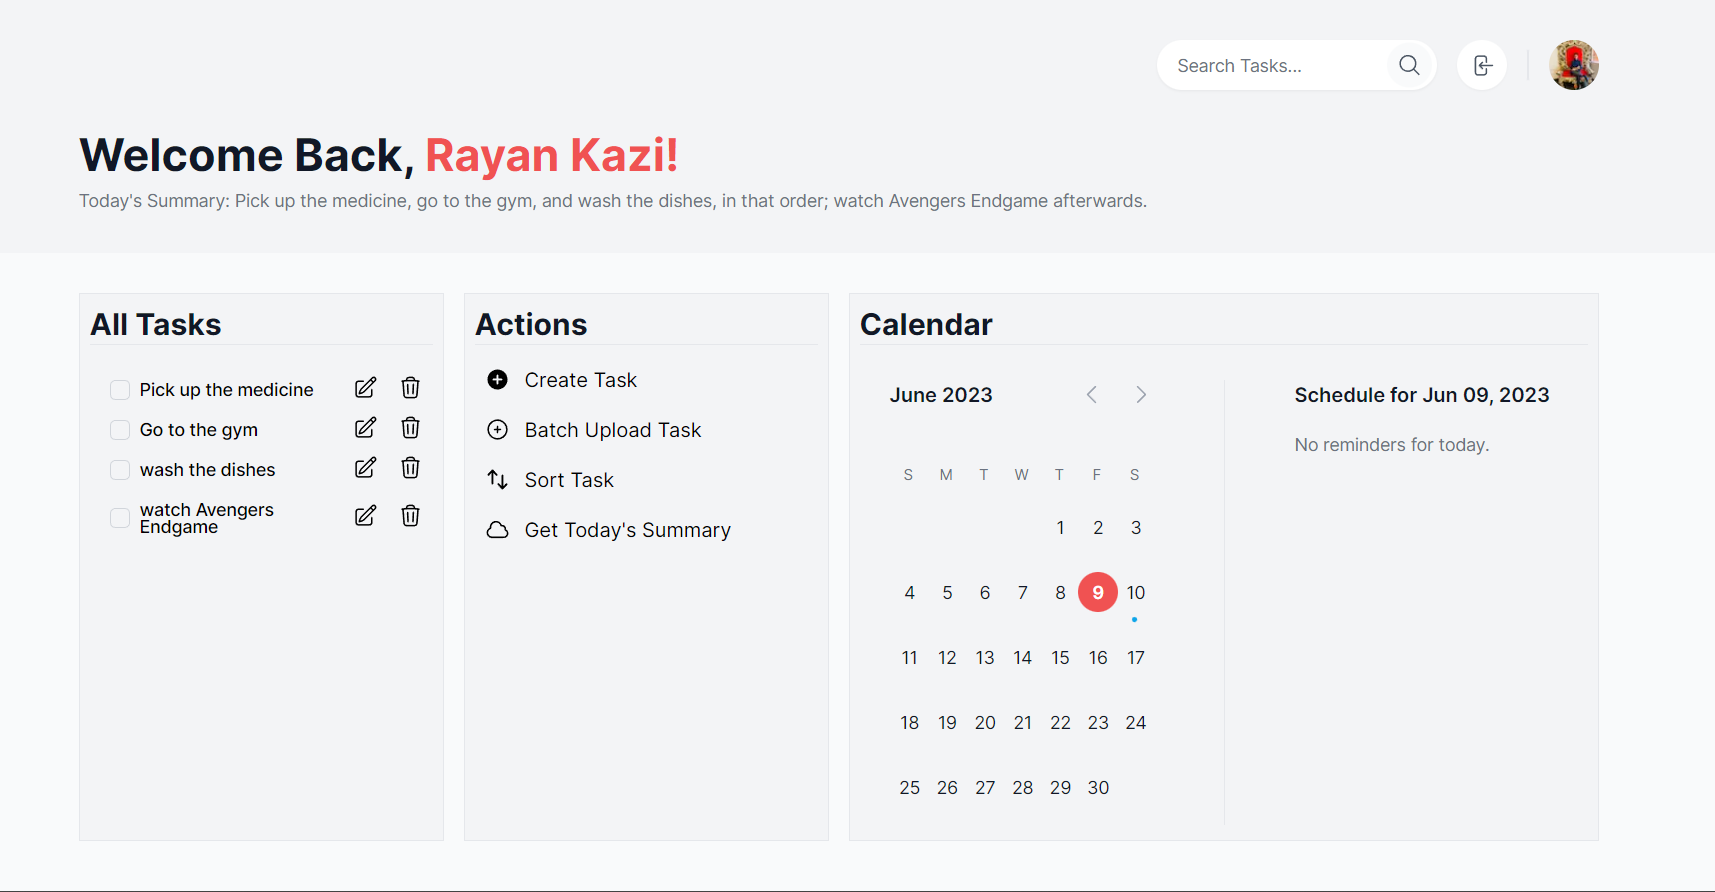 Search Tasks...
Welcome Back, Rayan Kazi!
Today's Summary: Pick up the medicine, go to the gym, and wash the dishes, in that order; watch Avengers Endgame afterwards.
All Tasks
Pick up the medicine
Go to the gym
wash the dishes
watch Avengers
Endgame
Actions
Create Task
Batch Upload Task
Sort Task
Get Today's Summary
Calendar
June 2023
S M T W T F S
1 2 3
4 5 6 7 8 9 10
11 12 13 14 15 16 17
18 19 20 21 22 23 24
25 26 27 28 29 30
Schedule for Jun 09, 2023
No reminders for today.